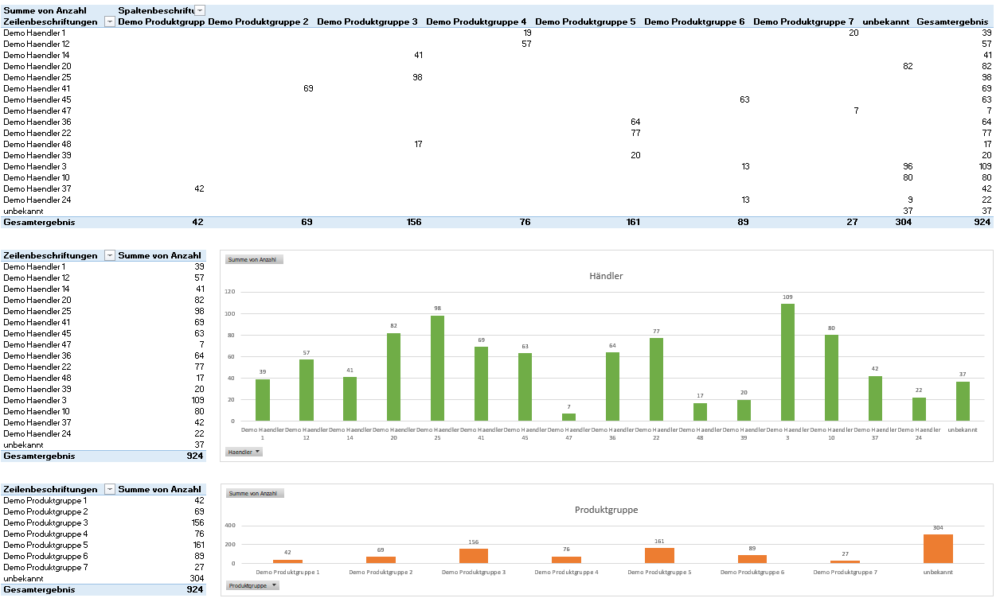 Summe von Anzahl Spaltenbeschriftu
Zeilenbeschriftungen Demo Produktgrupp Demo Produktgruppe 2 Demo Produktgruppe 3 Demo Produktgruppe 4 Demo Produktgruppe 5 Demo Produktgruppe 6 Demo Produktgruppe 7 unbekannt Gesamtergebnis
Demo Haendler 1 19 20 39
Demo Haendler 12 57 57
Demo Haendler 14 41 41
Demo Haendler 20 82 82
Demo Haendler 25 98 98
Demo Haendler 41 69 69
Demo Haendler 45 63 63
Demo Haendler 47 7 7
Demo Haendler 36 64 64
Demo Haendler 22 77 77
Demo Haendler 48 17 17
Demo Haendler 39 20 20
Demo Haendler 3 13 96 109
Demo Haendler 10 80 80
Demo Haendler 37 42 42
Demo Haendler 24 13 9 22
unbekannt 37 37
Gesamtergebnis 42 69 156 76 161 89 27 304 924
Zeilenbeschriftungen Summe von Anzahl
Demo Haendler 1 39
Demo Haendler 12 57
Demo Haendler 14 41
Demo Haendler 20 82
Demo Haendler 25 98
Demo Haendler 41 69
Demo Haendler 45 63
Demo Haendler 47 7
Demo Haendler 36 64
Demo Haendler 22 77
Demo Haendler 48 17
Demo Haendler 39 20
Demo Haendler 3 109
Demo Haendler 10 80
Demo Haendler 37 42
Demo Haendler 24 22
unbekannt 37
Gesamtergebnis 924
Summe von Anzahl
Händler
120
100
80
60
40
20
0
39 57 41 82 98 69 63 7 64 77 17 20 109 80 42 22 37
Demo Haendler Demo Haendler Demo Haendler Demo Haendler Demo Haendler Demo Haendler Demo Haendler Demo Haendler Demo Haendler Demo Haendler Demo Haendler Demo Haendler Demo Haendler Demo Haendler Demo Haendler Demo Haendler unbekannt
1 12 14 20 25 41 45 47 36 22 48 39 3 10 37 24
Haendler
Zeilenbeschriftungen Summe von Anzahl
Demo Produktgruppe 1 42
Demo Produktgruppe 2 69
Demo Produktgruppe 3 156
Demo Produktgruppe 4 76
Demo Produktgruppe 5 161
Demo Produktgruppe 6 89
Demo Produktgruppe 7 27
unbekannt 304
Gesamtergebnis 924
Summe von Anzahl
Produktgruppe
400
200
0
42 69 156 76 161 89 27 304
Demo Produktgruppe 1 Demo Produktgruppe 2 Demo Produktgruppe 3 Demo Produktgruppe 4 Demo Produktgruppe 5 Demo Produktgruppe 6 Demo Produktgruppe 7 unbekannt
Produktgruppe